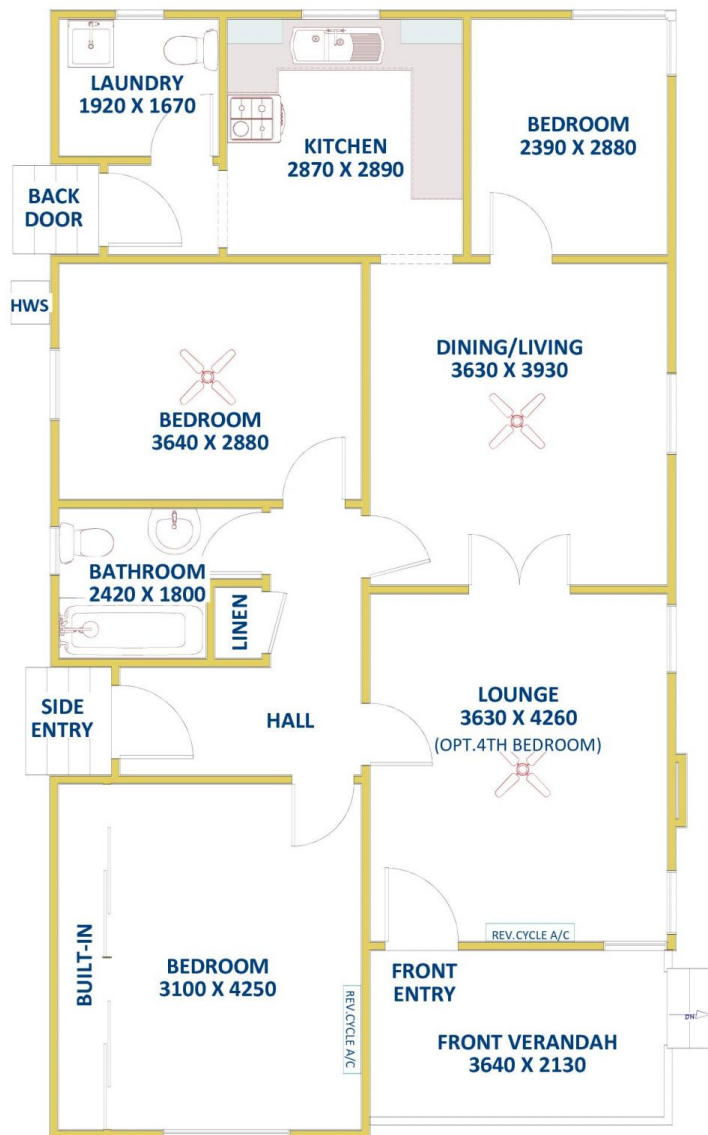 LAUNDRY
1920 X 1670
KITCHEN
2870 X 2890
BEDROOM
2390 X 2880
BACK
DOOR
HWS
BEDROOM
3640 X 2880
DINING/LIVING
3630 X 3930
BATHROOM
2420 X 1800
LINEN
SIDE
ENTRY
HALL
LOUNGE
3630 X 4260
(OPT.4TH BEDROOM)
BUILT-IN
BEDROOM
3100 X 4250
REV.CYCLE A/C
REV.CYCLE A/C
FRONT
ENTRY
FRONT VERANDAH
3640 X 2130
DN